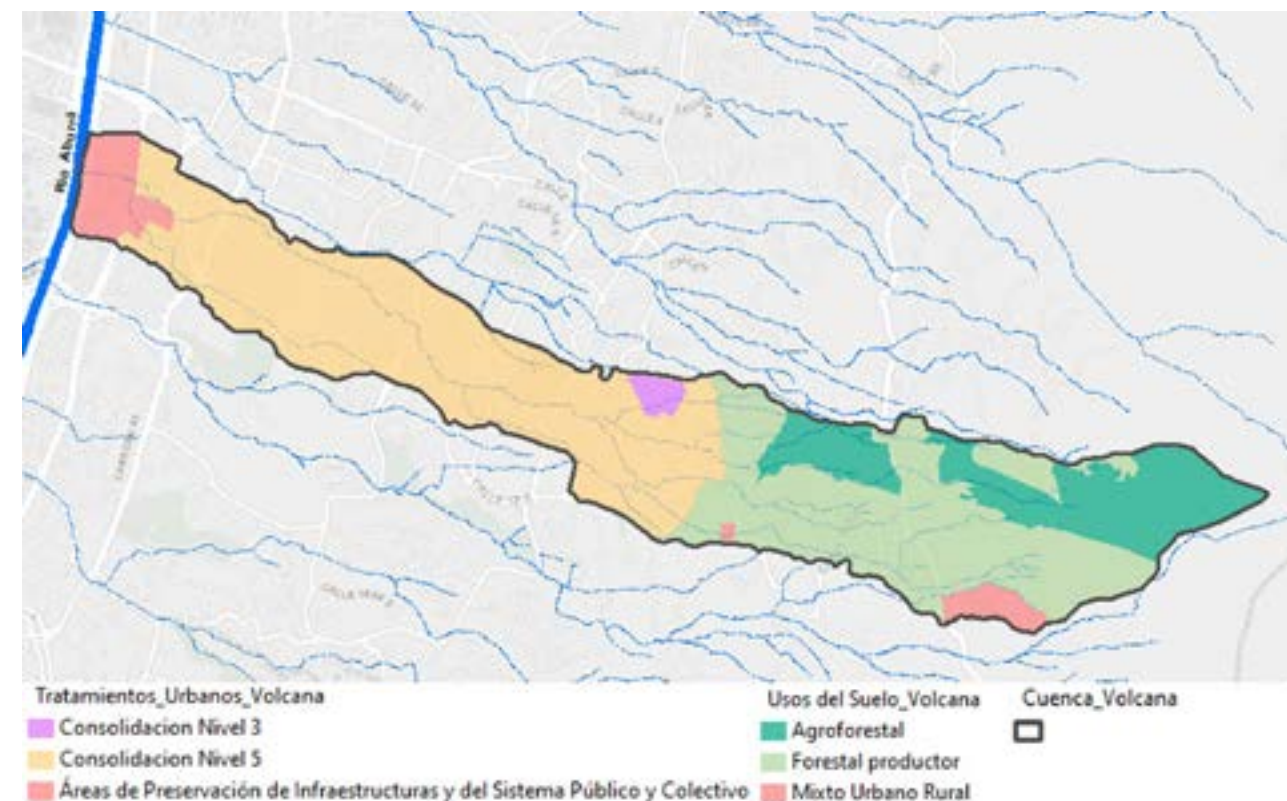 Río Aburrá
Tratamientos_Urbanos_Volcana
Consolidacion Nivel 3
Consolidacion Nivel 5
Áreas de Preservación de Infraestructuras y del Sistema Público y Colectivo
Usos del Suelo_Volcana
Agroforestal
Forestal productor
Mixto Urbano Rural
Cuenca_Volcana